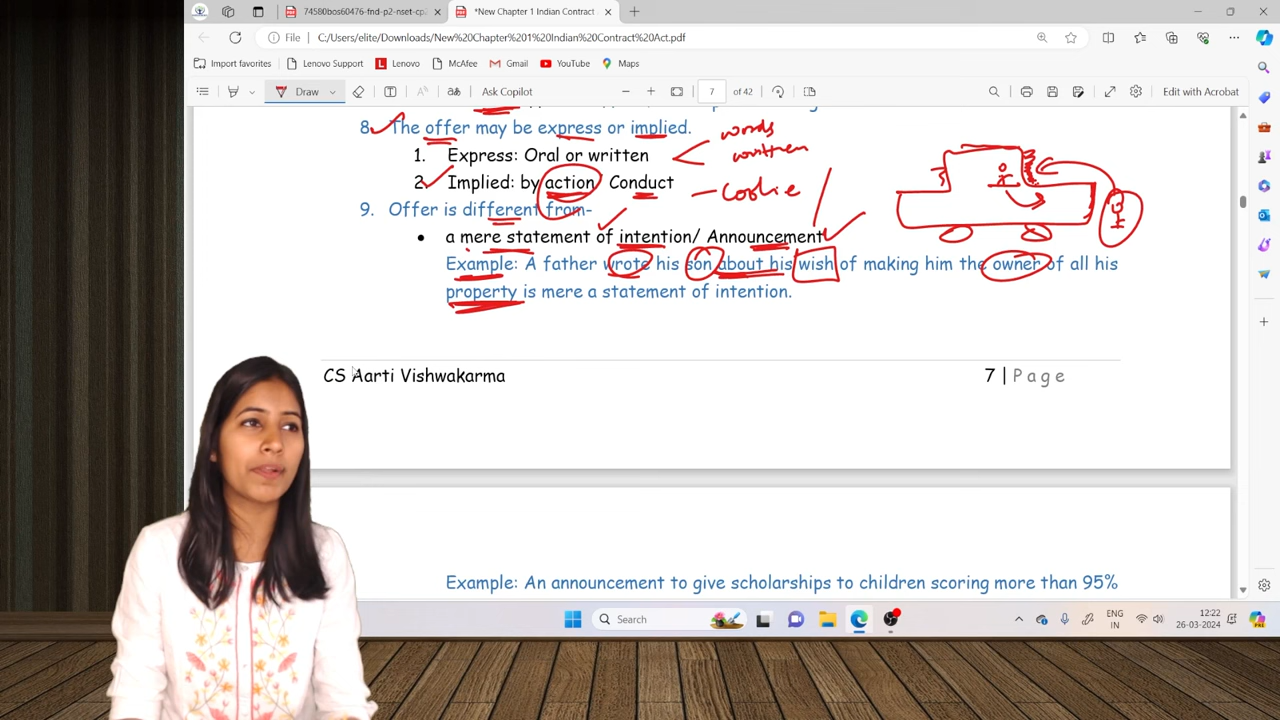 74580bos60476-fnd-p2-nset-cp2
*New Chapter 1 Indian Contract
File
C:/Users/elite/Downloads/New%20Chapter%201%20Indian%20Contract%20Act.pdf
Import favorites
Lenovo Support
Lenovo
McAfee
Gmail
YouTube
Maps
Draw
Ask Copilot
7 of 42
Edit with Acrobat
8. The offer may be express or implied.
words
1. Express: Oral or written
written
2. Implied: by action Conduct
Coolie
9. Offer is different from-
• a mere statement of intention/ Announcement
Example: A father wrote his son about his wish of making him the owner of all his
property is mere a statement of intention.
CS Aarti Vishwakarma
7 | Page
Example: An announcement to give scholarships to children scoring more than 95%
Search
ENG
IN
12:22
26-03-2024